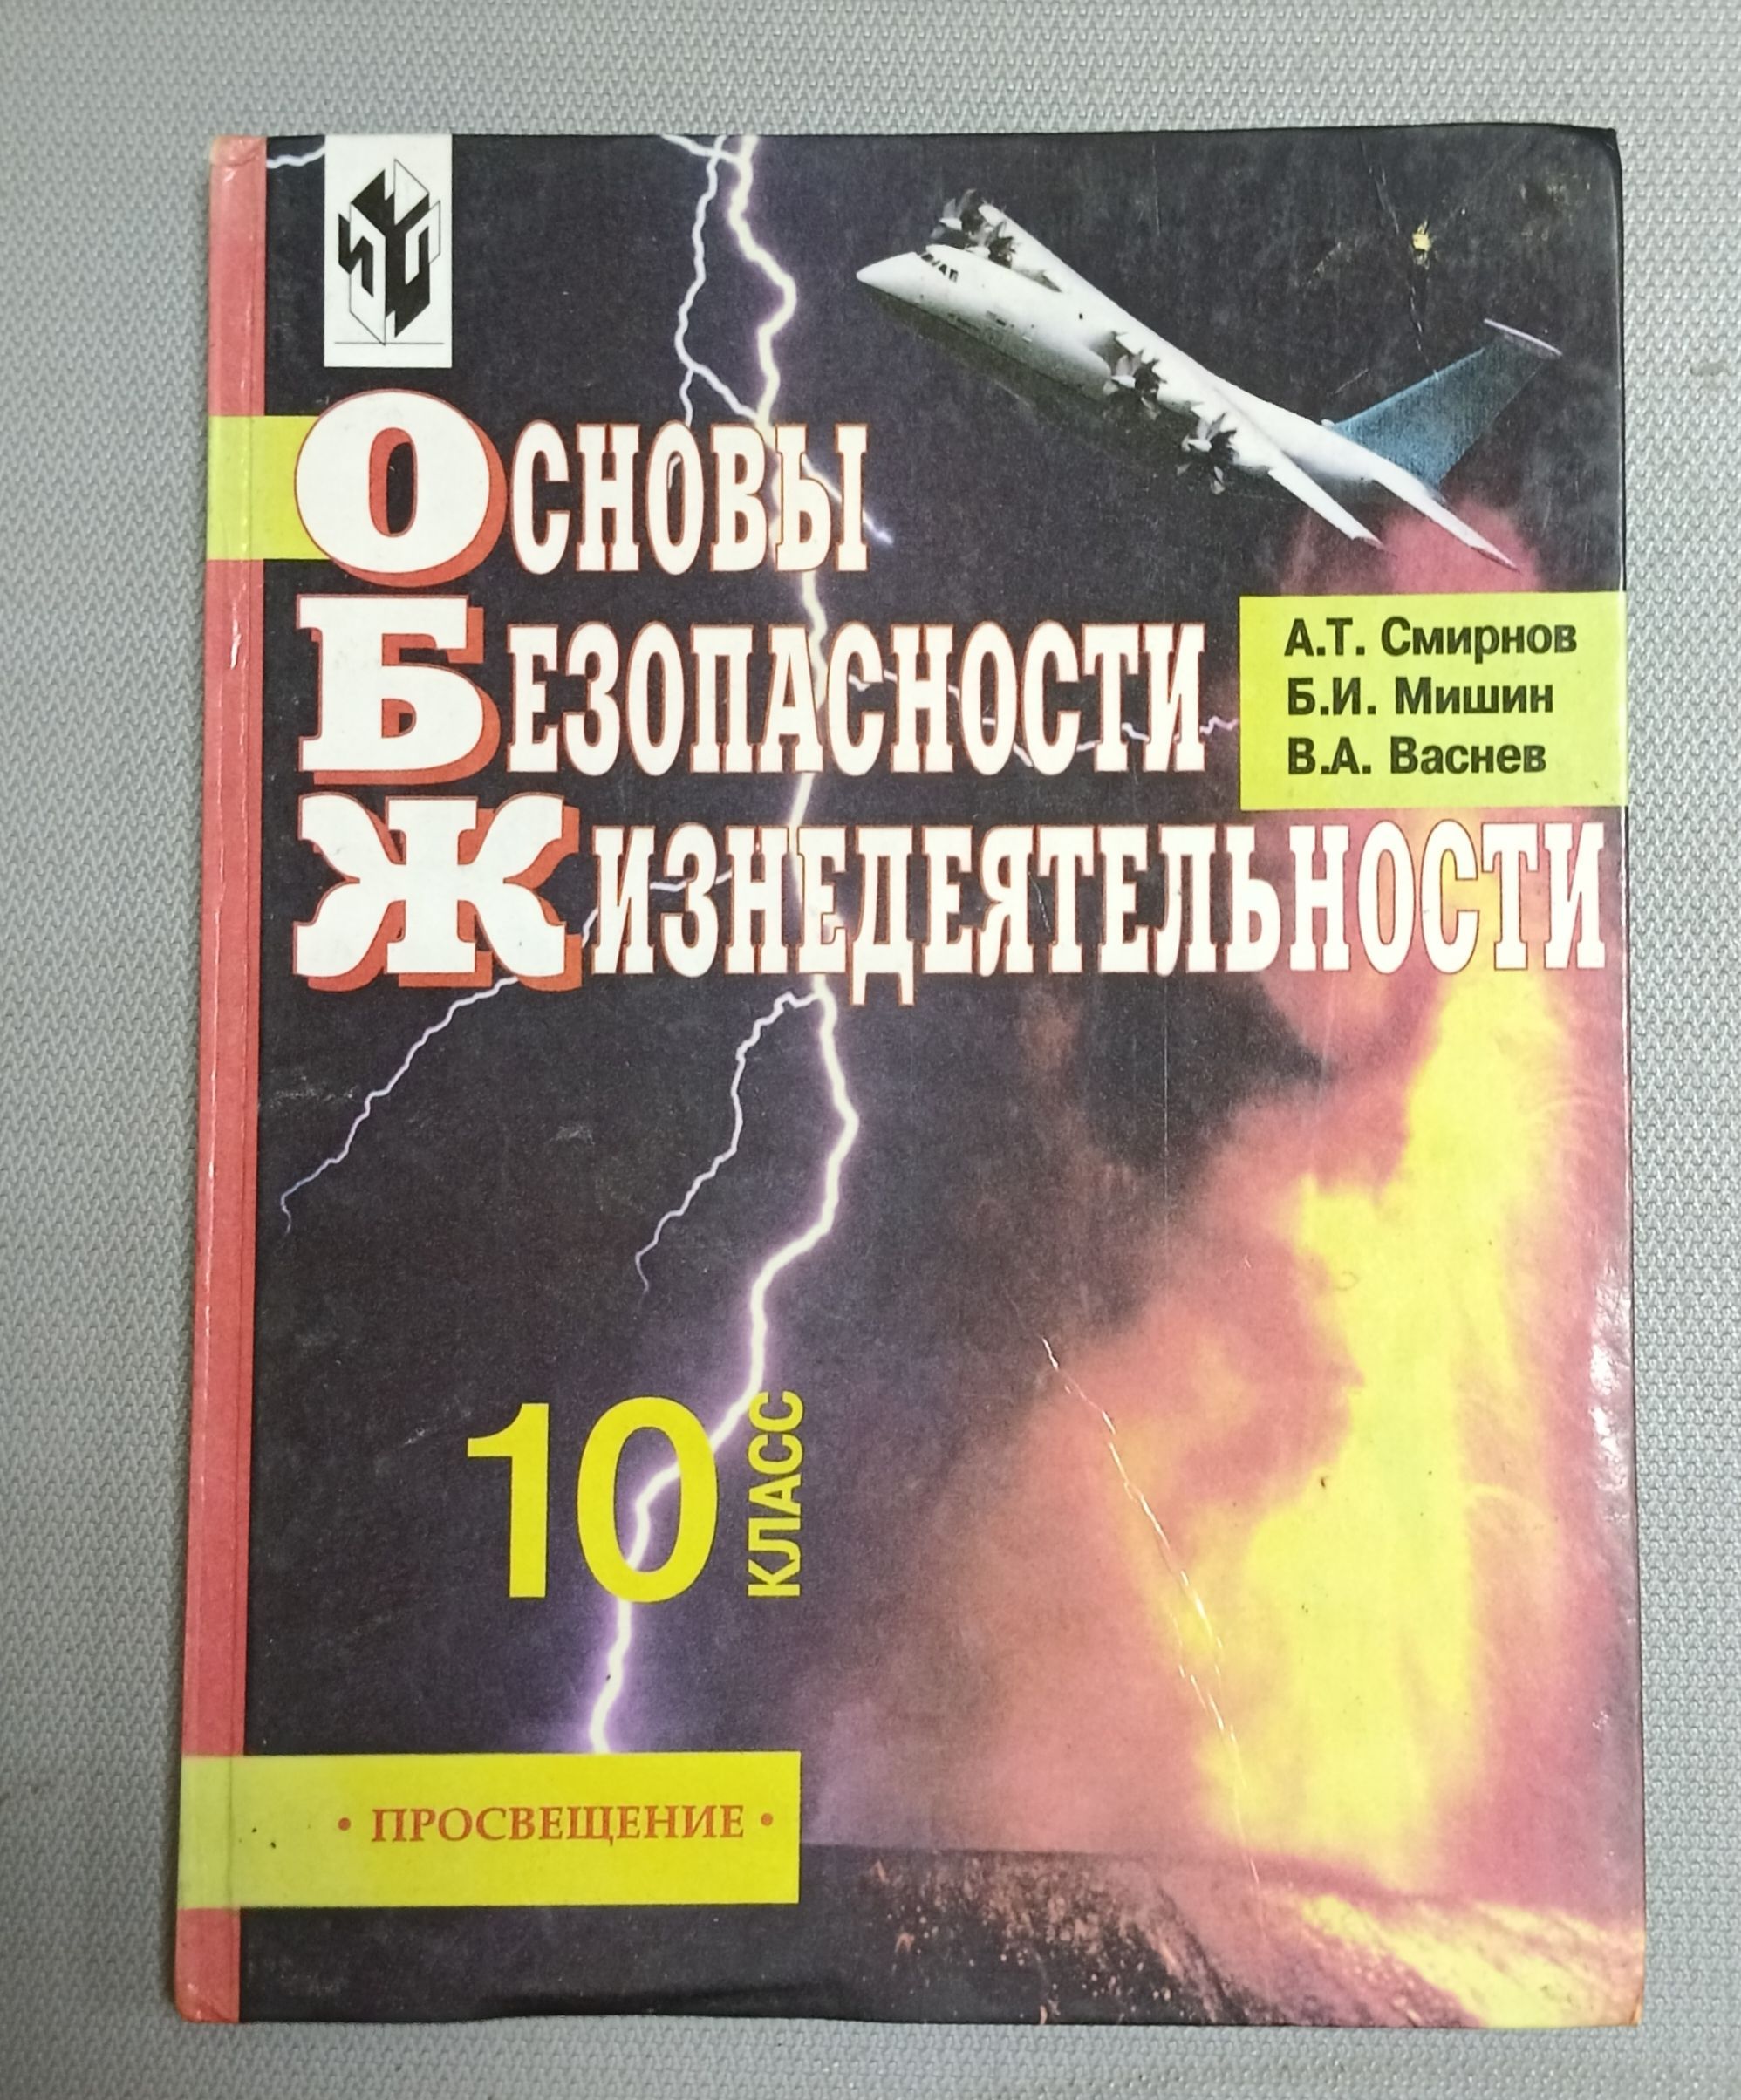 Основы
Безопасности
Жизнедеятельности
А.Т. Смирнов
Б.И. Мишин
В.А. Васнев
10 КЛАСС
• ПРОСВЕЩЕНИЕ •